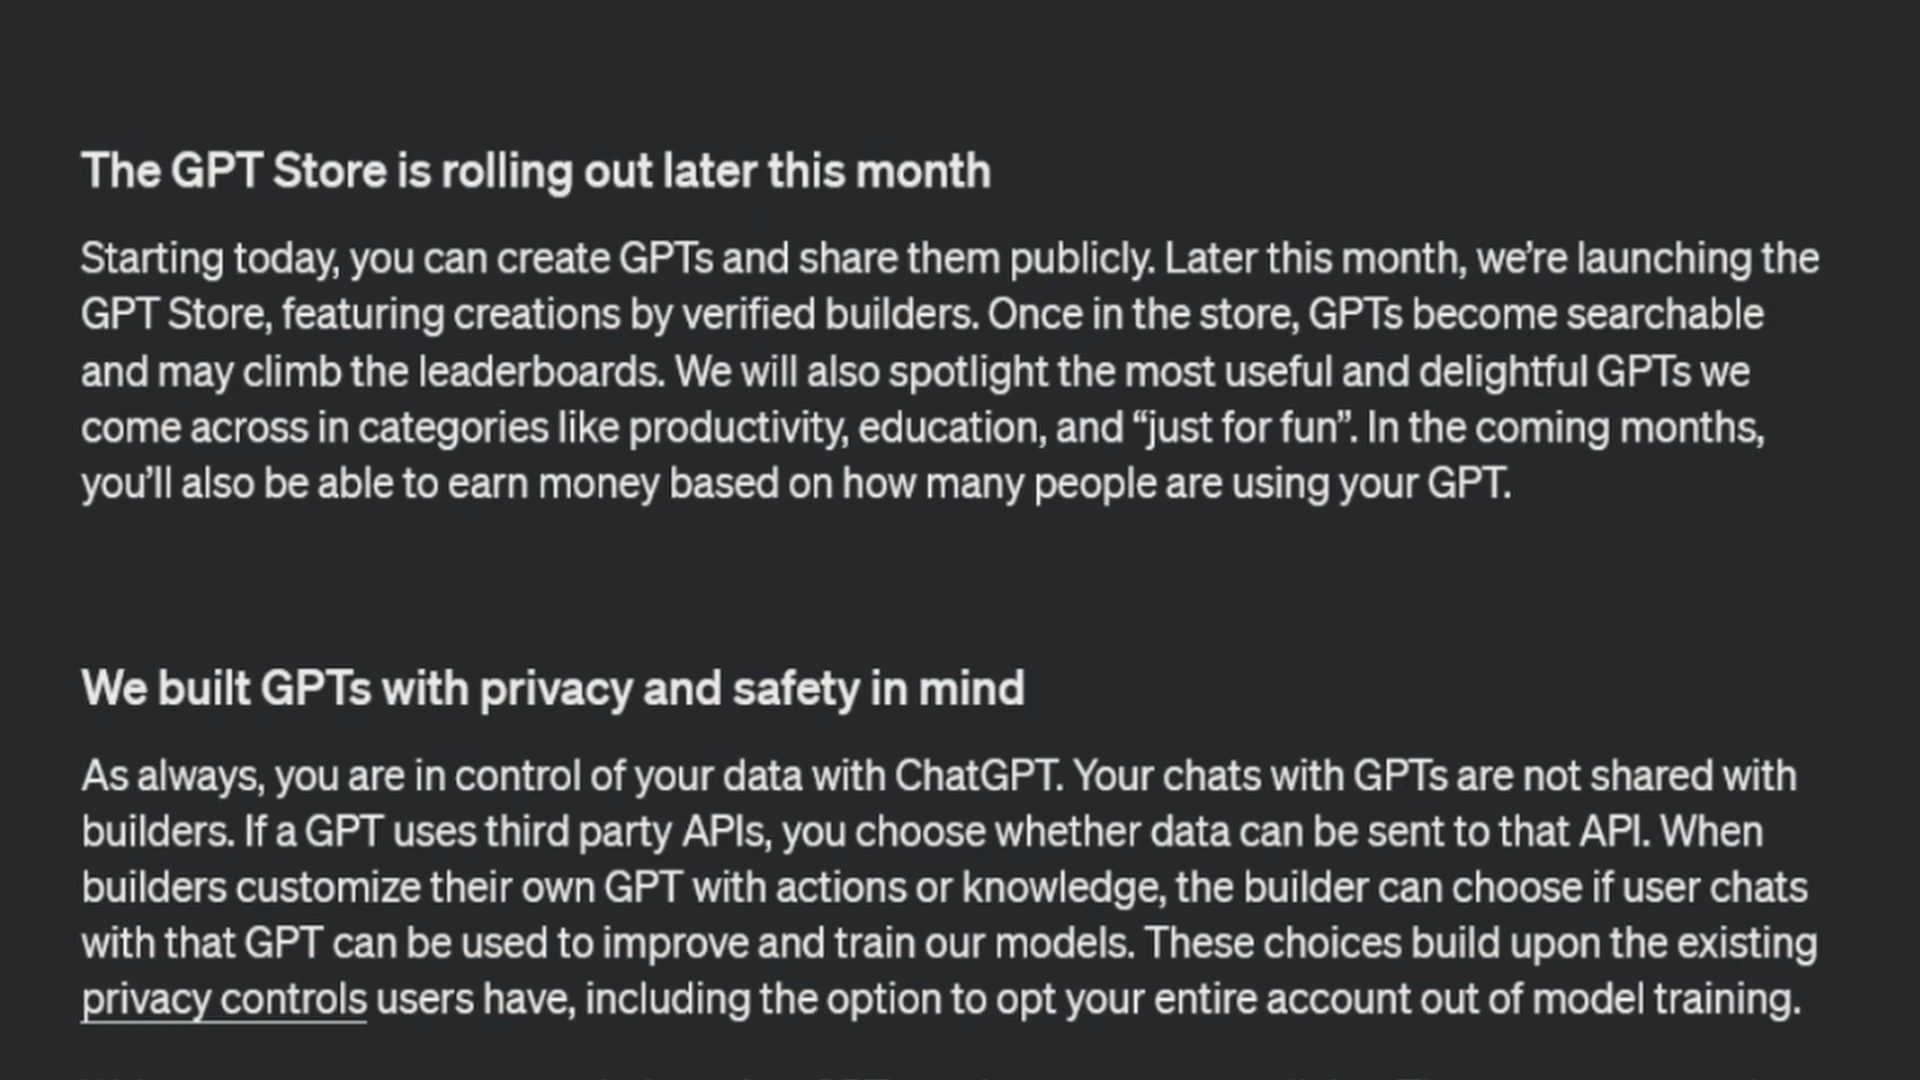 The GPT Store is rolling out later this month
Starting today, you can create GPTs and share them publicly. Later this month, we’re launching the
GPT Store, featuring creations by verified builders. Once in the store, GPTs become searchable
and may climb the leaderboards. We will also spotlight the most useful and delightful GPTs we
come across in categories like productivity, education, and “just for fun”. In the coming months,
you’ll also be able to earn money based on how many people are using your GPT.
We built GPTs with privacy and safety in mind
As always, you are in control of your data with ChatGPT. Your chats with GPTs are not shared with
builders. If a GPT uses third party APIs, you choose whether data can be sent to that API. When
builders customize their own GPT with actions or knowledge, the builder can choose if user chats
with that GPT can be used to improve and train our models. These choices build upon the existing
privacy controls users have, including the option to opt your entire account out of model training.